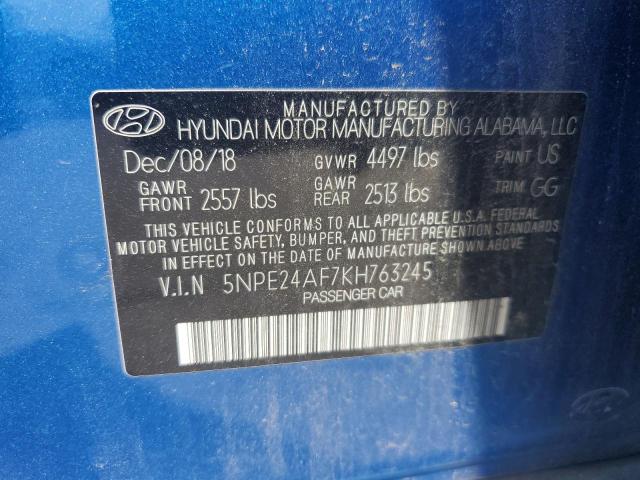 MANUFACTURED BY
HYUNDAI MOTOR MANUFACTURING ALABAMA, LLC
Dec/08/18 GVWR 4497 lbs PAINT US
GAWR FRONT 2557 lbs GAWR REAR 2513 lbs TRIM GG
THIS VEHICLE CONFORMS TO ALL APPLICABLE U.S.A. FEDERAL
MOTOR VEHICLE SAFETY, BUMPER, AND THEFT PREVENTION STANDARDS
IN EFFECT ON THE DATE OF MANUFACTURE SHOWN ABOVE.
V.I.N 5NPE24AF7KH763245
PASSENGER CAR